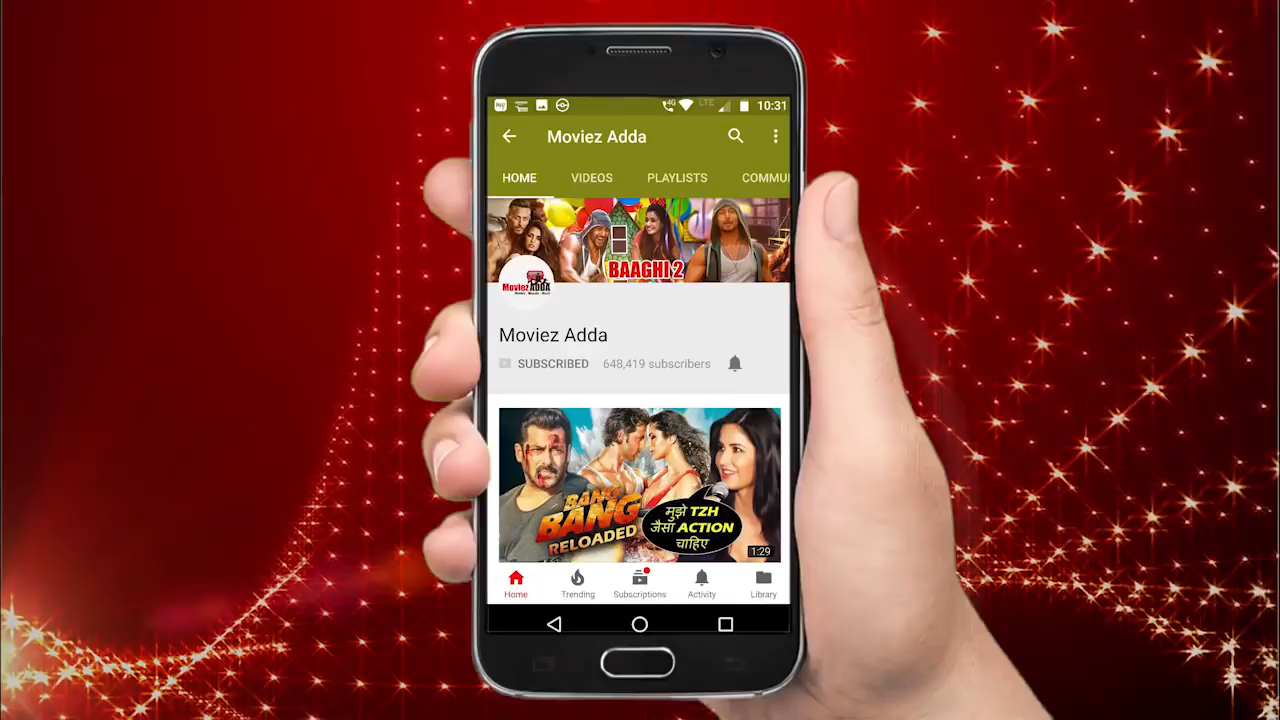 LTE 10:31
Moviez Adda
HOME VIDEOS PLAYLISTS COMMU
BAAGHI 2
Moviez ADDA
Moviez Adda
SUBSCRIBED 648,419 subscribers
BANG
BANG
RELOADED
मुझे TZH
जैसा ACTION
चाहिए
1:29
Home Trending Subscriptions Activity Library